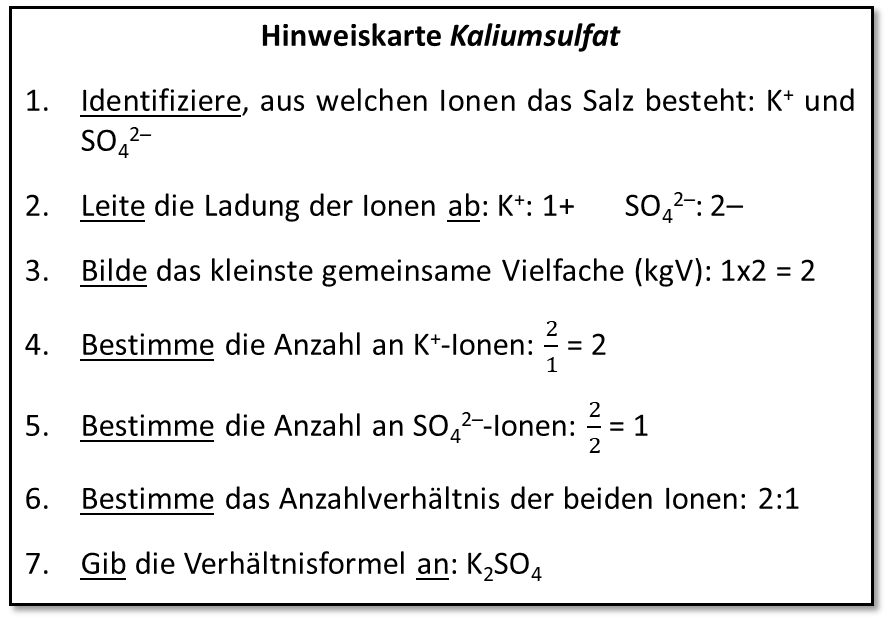 Hinweiskarte Kaliumsulfat
1. Identifiziere, aus welchen Ionen das Salz besteht: K⁺ und
SO₄²⁻
2. Leite die Ladung der Ionen ab: K⁺: 1+ SO₄²⁻: 2–
3. Bilde das kleinste gemeinsame Vielfache (kgV): 1x2 = 2
4. Bestimme die Anzahl an K⁺-Ionen: 2/1 = 2
5. Bestimme die Anzahl an SO₄²⁻-Ionen: 2/2 = 1
6. Bestimme das Anzahlverhältnis der beiden Ionen: 2:1
7. Gib die Verhältnisformel an: K₂SO₄